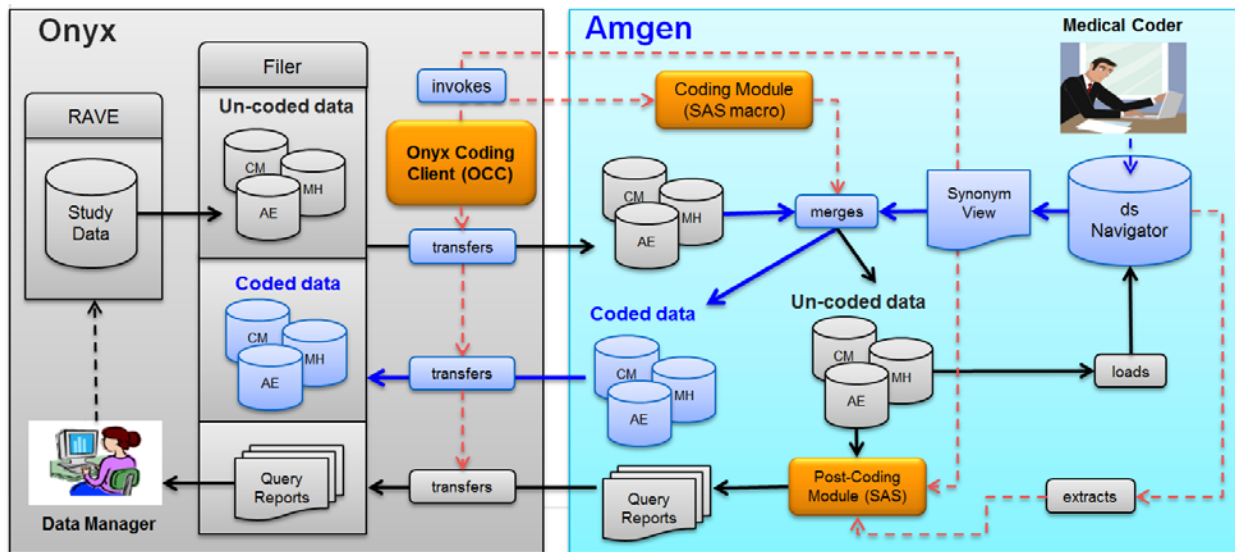 Onyx
Amgen
Medical Coder
Filer
invokes
Coding Module
(SAS macro)
RAVE
Un-coded data
CM
MH
AE
Onyx Coding
Client (OCC)
Study
Data
CM
MH
AE
merges
Synonym
View
ds
Navigator
transfers
Coded data
CM
MH
AE
Coded data
CM
MH
AE
Un-coded data
CM
MH
AE
transfers
loads
Query
Reports
transfers
Query
Reports
Post-Coding
Module (SAS)
extracts
Data Manager